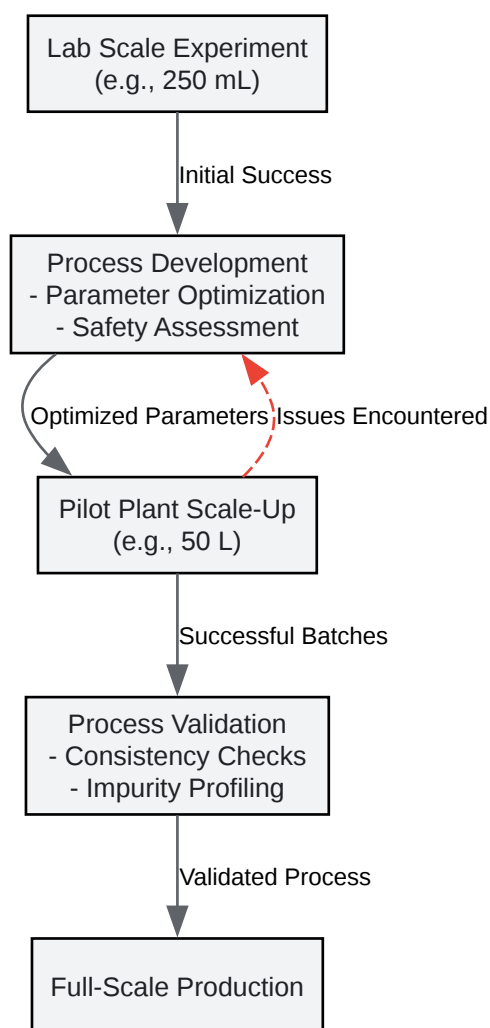 Lab Scale Experiment
(e.g., 250 mL)
Initial Success
Process Development
- Parameter Optimization
- Safety Assessment
Optimized Parameters
Issues Encountered
Pilot Plant Scale-Up
(e.g., 50 L)
Successful Batches
Process Validation
- Consistency Checks
- Impurity Profiling
Validated Process
Full-Scale Production